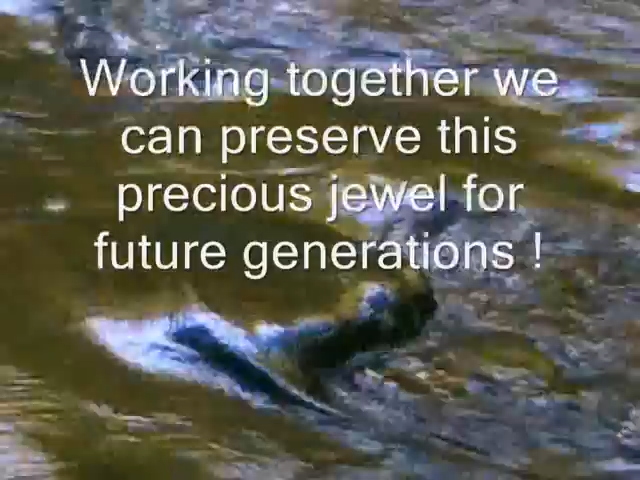 Working together we
can preserve this
precious jewel for
future generations !